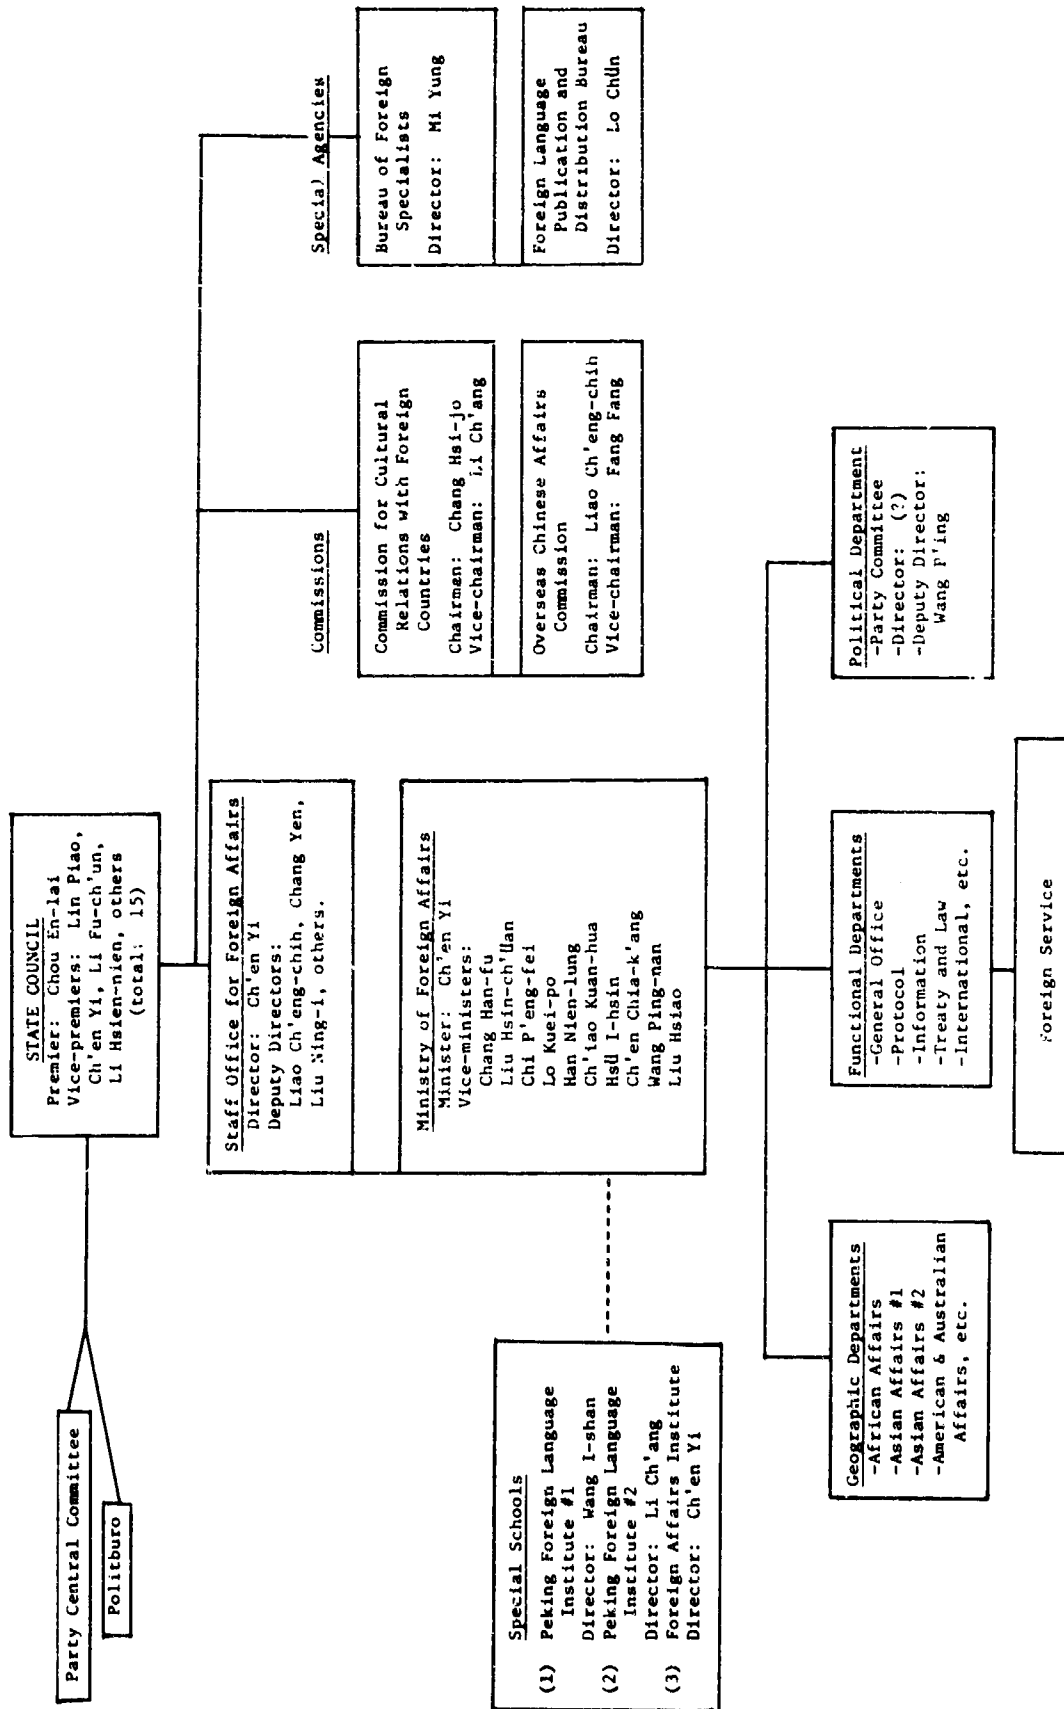 Party Central Committee
Politburo
STATE COUNCIL
Premier: Chou En-lai
Vice-premiers: Lin Piao,
Ch'en Yi, Li Fu-ch'un,
Li Hsien-nien, others
(total: 15)
Staff Office for Foreign Affairs
Director: Ch'en Yi
Deputy Directors:
Liao Ch'eng-chih, Chang Yen,
Liu Ning-i, others.
Commissions
Commission for Cultural
Relations with Foreign
Countries
Chairman: Chang Hsi-jo
Vice-chairman: Li Ch'ang
Overseas Chinese Affairs
Commission
Chairman: Liao Ch'eng-chih
Vice-chairman: Fang Fang
Special Agencies
Bureau of Foreign
Specialists
Director: Mi Yung
Foreign Language
Publication and
Distribution Bureau
Director: Lo Chün
Special Schools
(1) Peking Foreign Language
Institute #1
Director: Wang I-shan
(2) Peking Foreign Language
Institute #2
Director: Li Ch'ang
(3) Foreign Affairs Institute
Director: Ch'en Yi
Ministry of Foreign Affairs
Minister: Ch'en Yi
Vice-ministers:
Chang Han-fu
Liu Hsin-ch'üan
Chi P'eng-fei
Lo Kuei-po
Han Nien-lung
Ch'iao Kuan-hua
Hsü I-hsin
Ch'en Chia-k'ang
Wang Ping-nan
Liu Hsiao
Geographic Departments
-African Affairs
-Asian Affairs #1
-Asian Affairs #2
-American & Australian
Affairs, etc.
Functional Departments
-General Office
-Protocol
-Information
-Treaty and Law
-International, etc.
Political Department
-Party Committee
-Director: (?)
-Deputy Director:
Wang P'ing
Foreign Service